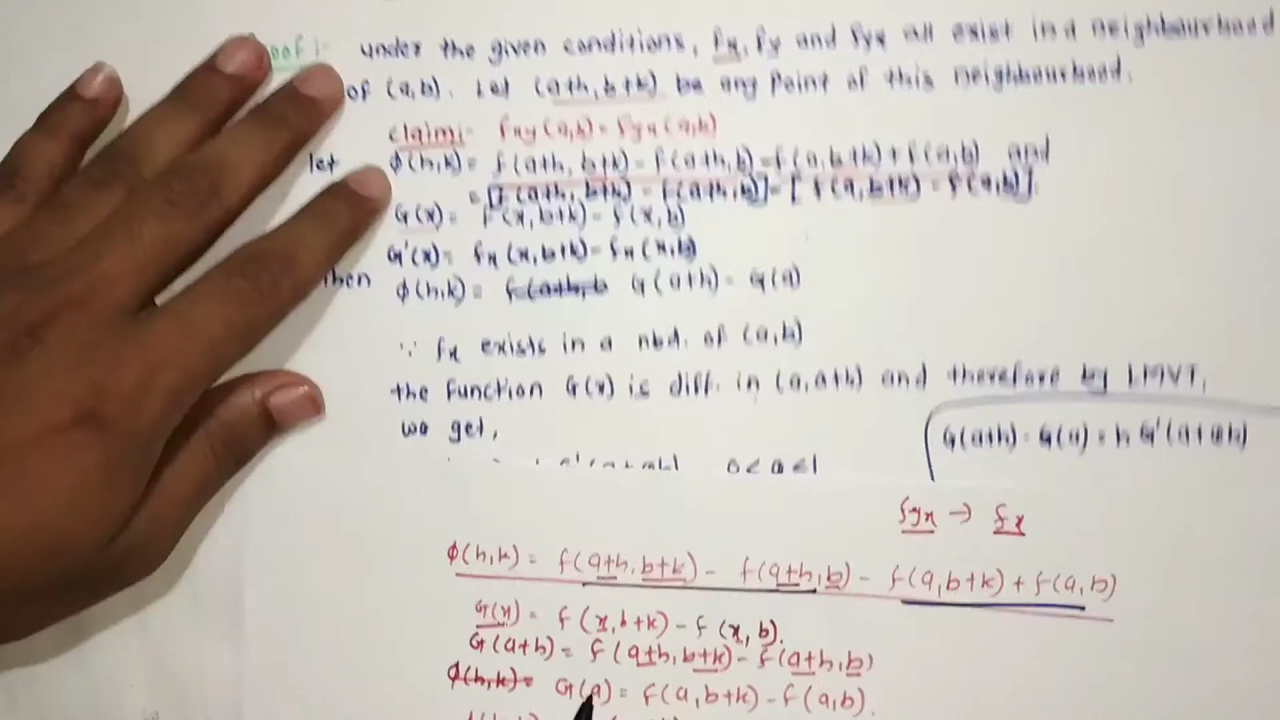 under the given conditions, fx, fy and fyx all exist in a neighbourhood
of (a,b). Let (a+h, b+k) be any point of this neighbourhood.
claim:- fxy(a,b) = fyx(a,b)
let ϕ(h,k) = f(a+h, b+k) - f(a+h, b) - f(a, b+k) + f(a,b) and
= [f(a+h, b+k) - f(a+h, b)] - [f(a, b+k) - f(a,b)].
G(x) = f(x, b+k) - f(x, b)
G'(x) = fx(x, b+k) - fx(x, b)
ϕ(h,k) = G(a+h) - G(a)
∵ fx exists in a nbd. of (a,b)
the function G(x) is diff. in (a, a+h) and therefore by LMVT,
we get,
G(a+h) - G(a) = h G'(a+θh)
0<θ<1
fyx → fx
ϕ(h,k) = f(a+h, b+k) - f(a+h, b) - f(a, b+k) + f(a,b)
G(x) = f(x, b+k) - f(x, b).
G(a+h) = f(a+h, b+k) - f(a+h, b)
ϕ(h,k) = G(a) = f(a, b+k) - f(a,b).